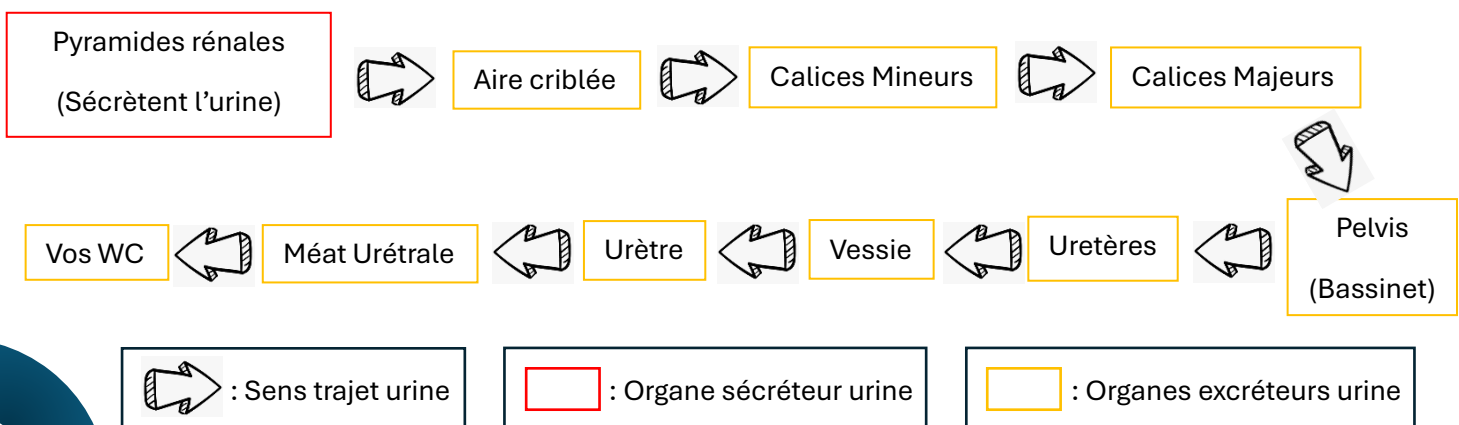 Pyramides rénales
(Sécrètent l'urine)
Aire criblée
Calices Mineurs
Calices Majeurs
Pelvis
(Bassinet)
Uretères
Vessie
Urètre
Méat Urétrale
Vos WC
: Sens trajet urine
: Organe sécréteur urine
: Organes excréteurs urine